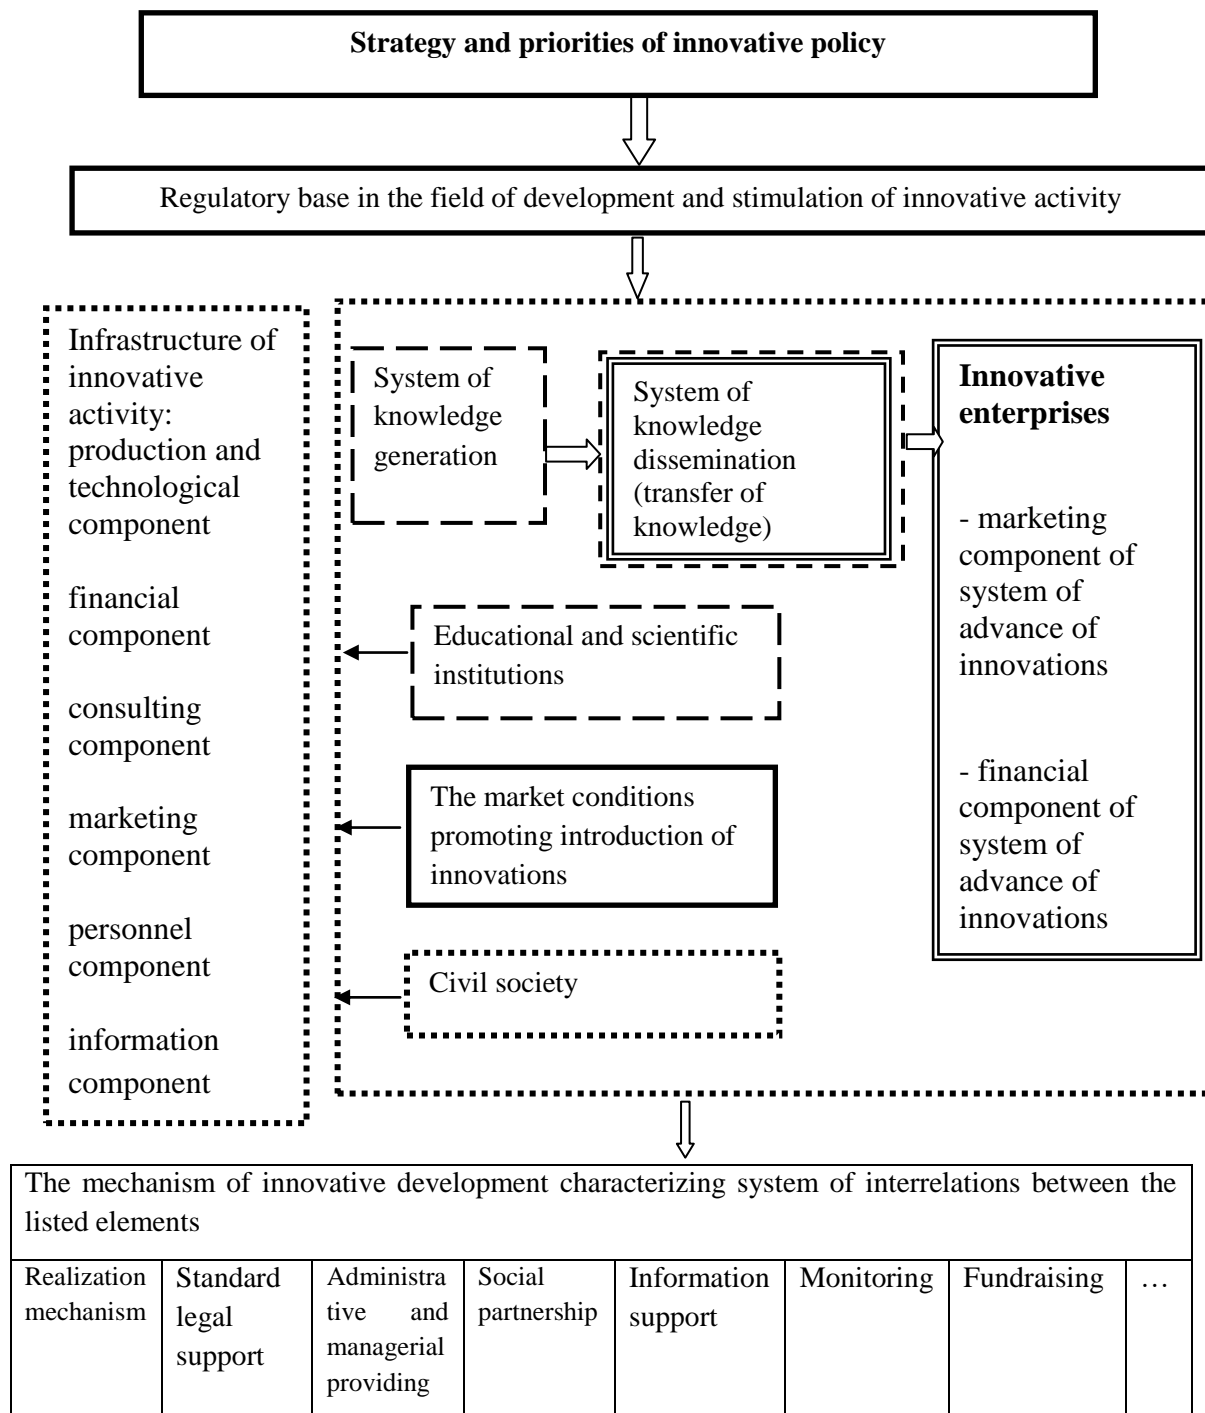 Strategy and priorities of innovative policy
Regulatory base in the field of development and stimulation of innovative activity
Infrastructure of
innovative
activity:
production and
technological
component
financial
component
consulting
component
marketing
component
personnel
component
information
component
System of
knowledge
generation
System of
knowledge
dissemination
(transfer of
knowledge)
Innovative
enterprises
- marketing
component of
system of
advance of
innovations
- financial
component of
system of
advance of
innovations
Educational and scientific
institutions
The market conditions
promoting introduction of
innovations
Civil society
The mechanism of innovative development characterizing system of interrelations between the
listed elements
Realization
mechanism
Standard
legal
support
Administra
tive and
managerial
providing
Social
partnership
Information
support
Monitoring
Fundraising
…